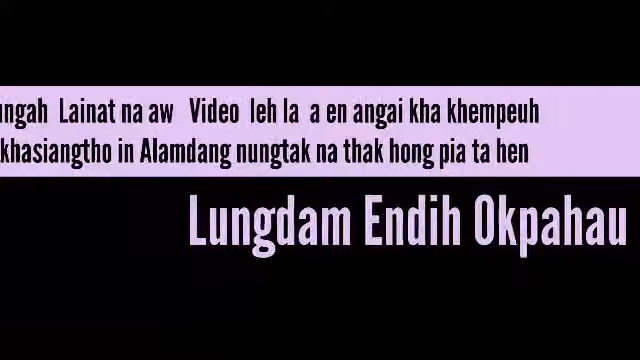 Lainat na aw Video leh la a en angai kha khempeuh
khasiangtho in Alamdang nungtak na thak hong pia ta hen
Lungdam Endih Okpahau